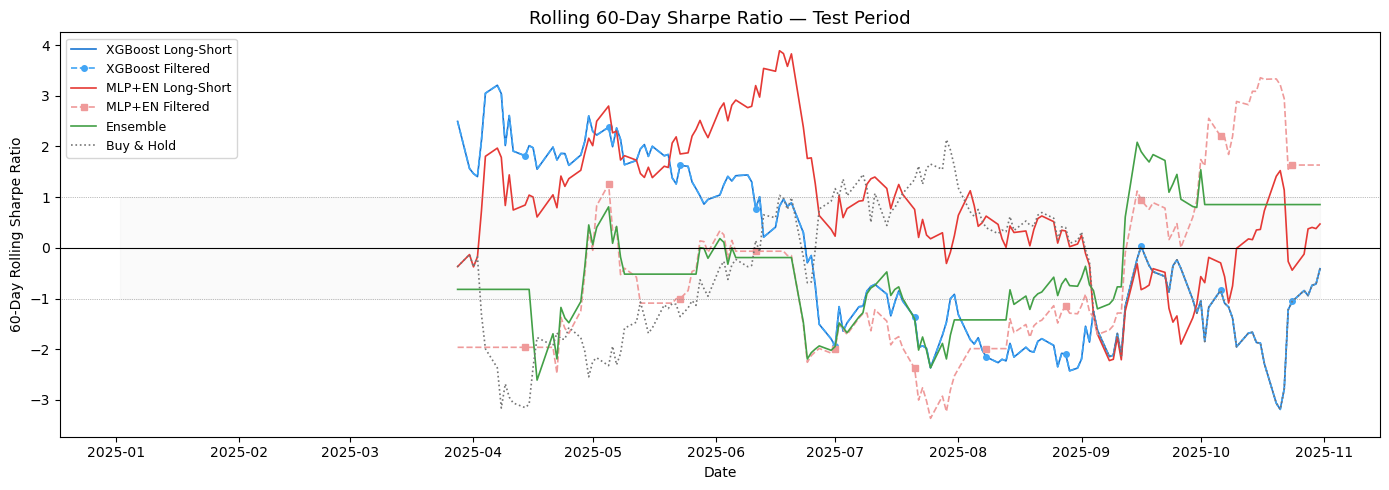 Rolling 60-Day Sharpe Ratio — Test Period
60-Day Rolling Sharpe Ratio
4
3
2
1
0
−1
−2
−3
XGBoost Long-Short
XGBoost Filtered
MLP+EN Long-Short
MLP+EN Filtered
Ensemble
Buy & Hold
2025-01 2025-02 2025-03 2025-04 2025-05 2025-06 2025-07 2025-08 2025-09 2025-10 2025-11
Date